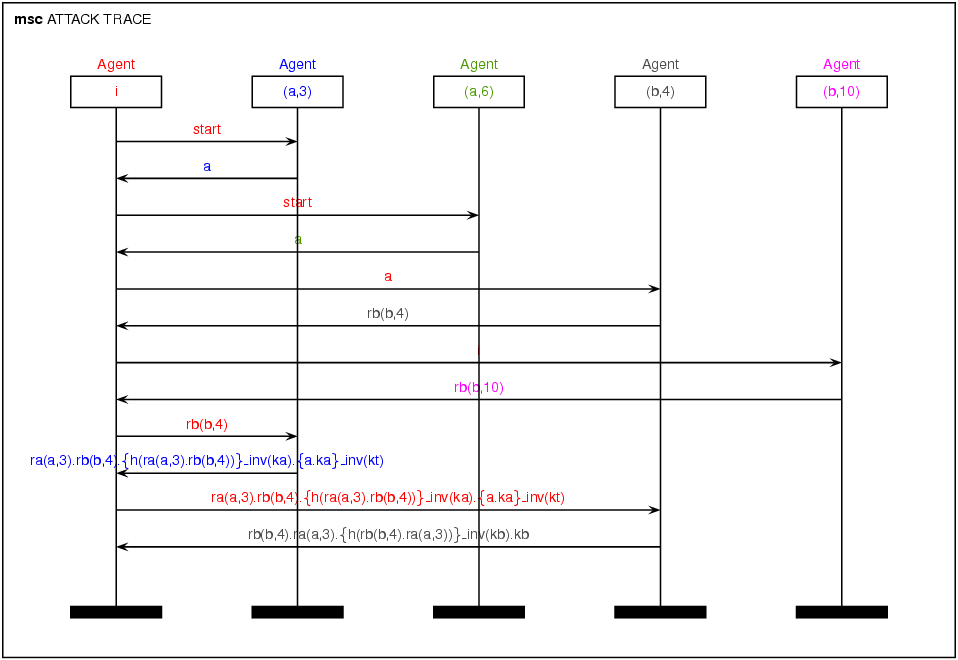 msc ATTACK TRACE
Agent Agent Agent Agent Agent
i (a,3) (a,6) (b,4) (b,10)
start
a
start
a
a
rb(b,4)
i
rb(b,10)
rb(b,4)
ra(a,3).rb(b,4).{h(ra(a,3).rb(b,4))}_inv(ka).{a.ka}_inv(kt)
ra(a,3).rb(b,4).{h(ra(a,3).rb(b,4))}_inv(ka).{a.ka}_inv(kt)
rb(b,4).ra(a,3).{h(rb(b,4).ra(a,3))}_inv(kb).kb